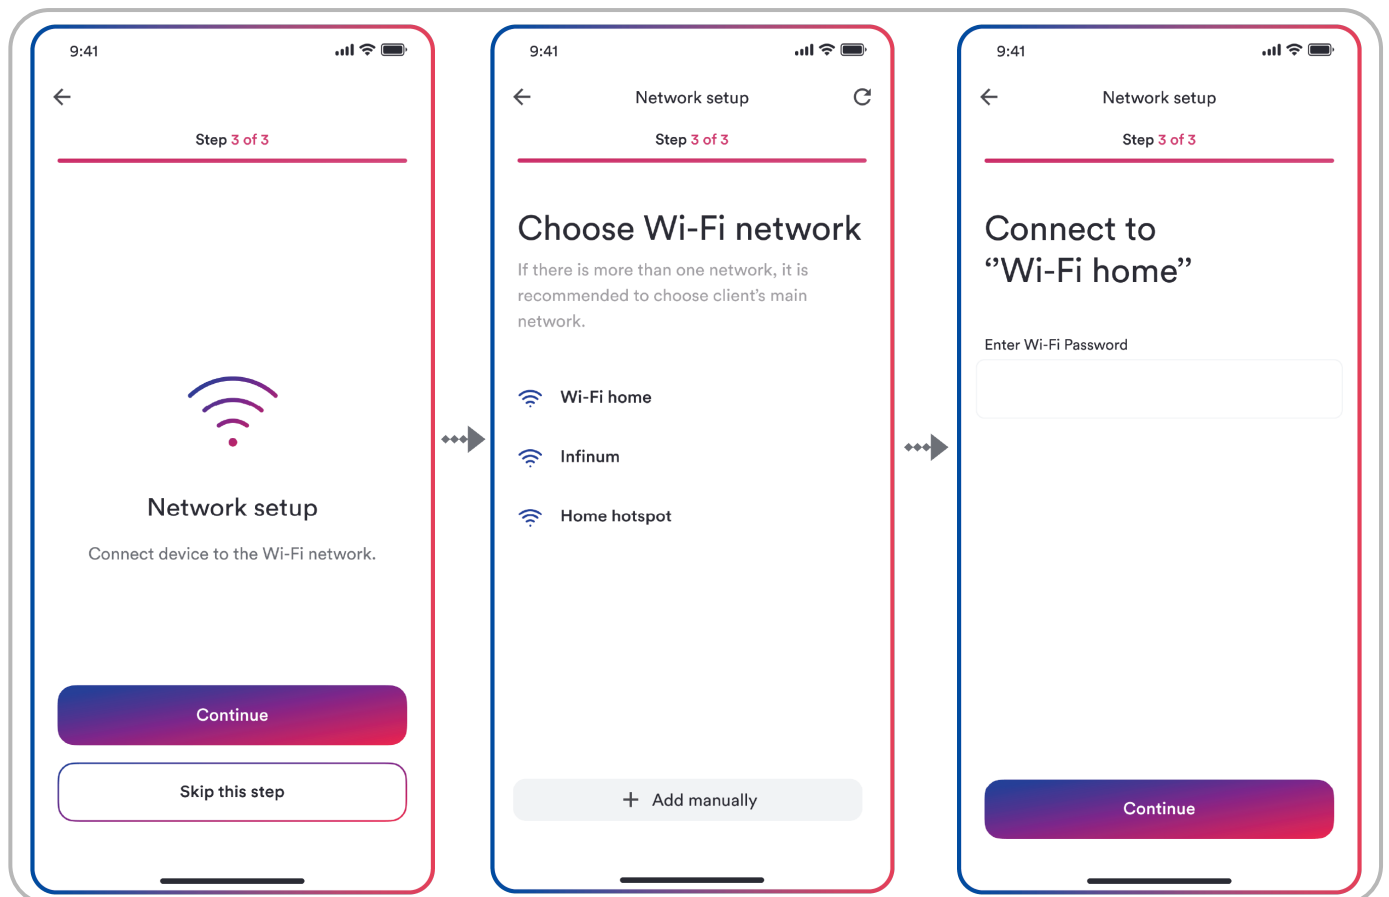 9:41
Step 3 of 3
Network setup
Connect device to the Wi-Fi network.
Continue
Skip this step
9:41
Network setup
Step 3 of 3
Choose Wi-Fi network
If there is more than one network, it is
recommended to choose client’s main
network.
Wi-Fi home
Infinum
Home hotspot
+ Add manually
9:41
Network setup
Step 3 of 3
Connect to
‘’Wi-Fi home’’
Enter Wi-Fi Password
Continue